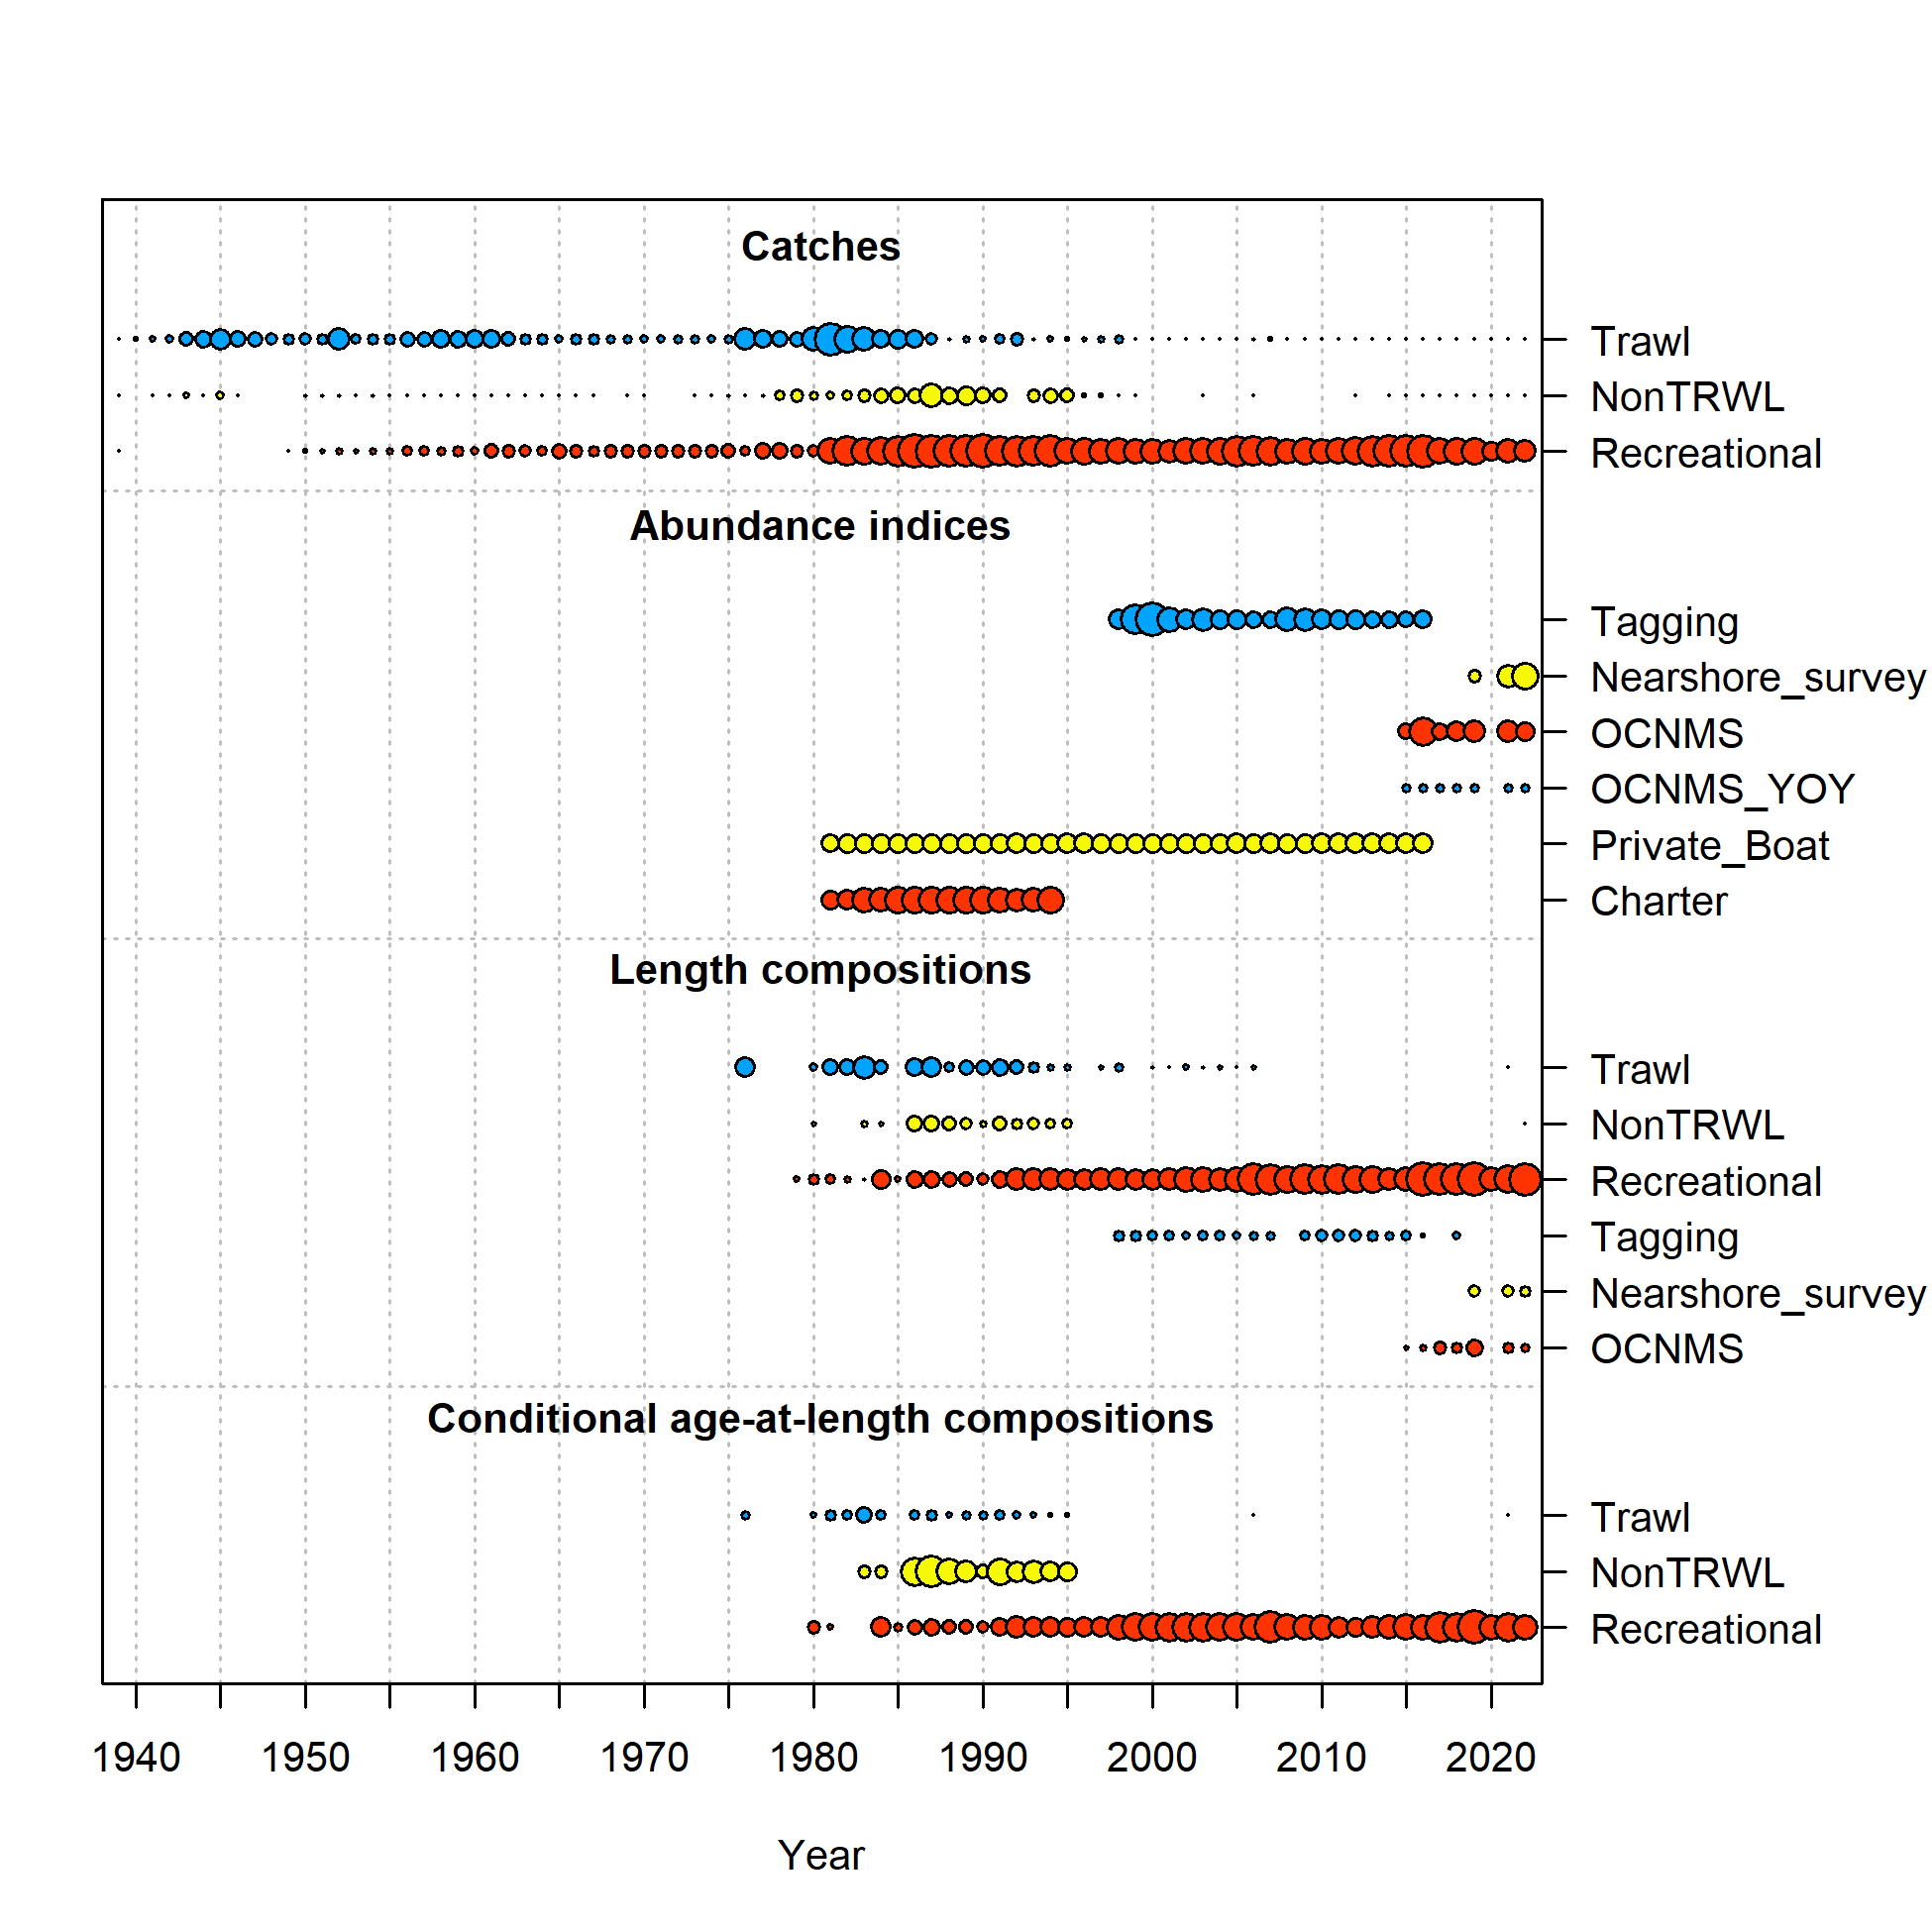 Catches
Trawl
NonTRWL
Recreational
Abundance indices
Tagging
Nearshore_survey
OCNMS
OCNMS_YOY
Private_Boat
Charter
Length compositions
Trawl
NonTRWL
Recreational
Tagging
Nearshore_survey
OCNMS
Conditional age-at-length compositions
Trawl
NonTRWL
Recreational
1940 1950 1960 1970 1980 1990 2000 2010 2020
Year